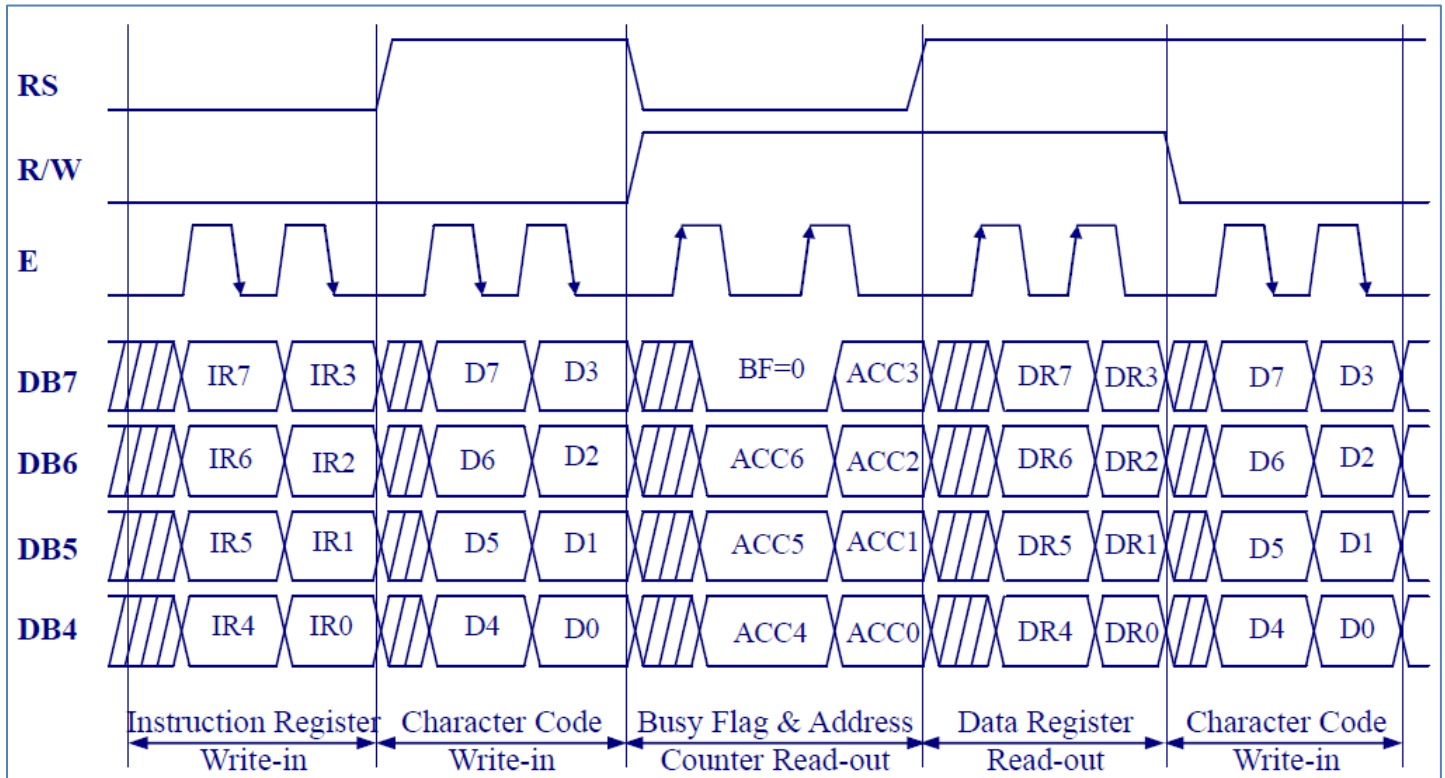 RS
R/W
E
DB7 IR7 IR3 D7 D3 BF=0 ACC3 DR7 DR3 D7 D3
DB6 IR6 IR2 D6 D2 ACC6 ACC2 DR6 DR2 D6 D2
DB5 IR5 IR1 D5 D1 ACC5 ACC1 DR5 DR1 D5 D1
DB4 IR4 IR0 D4 D0 ACC4 ACC0 DR4 DR0 D4 D0
Instruction Register Character Code Busy Flag & Address Data Register Character Code
Write-in Write-in Counter Read-out Read-out Write-in